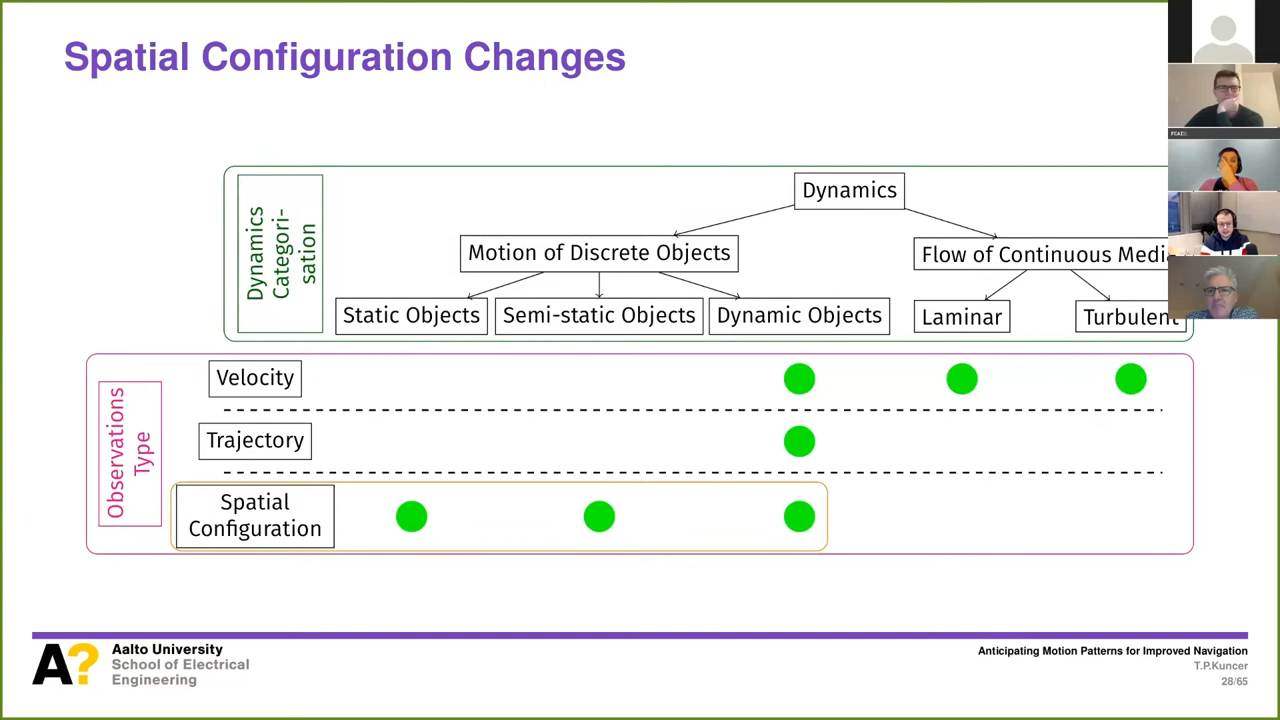 Spatial Configuration Changes
Dynamics
Categori-
sation
Dynamics
Motion of Discrete Objects
Flow of Continuous Medi
Static Objects
Semi-static Objects
Dynamic Objects
Laminar
Turbulent
Observations
Type
Velocity
Trajectory
Spatial
Configuration
A?
Aalto University
School of Electrical
Engineering
Anticipating Motion Patterns for Improved Navigation
T.P.Kuncer
28/65